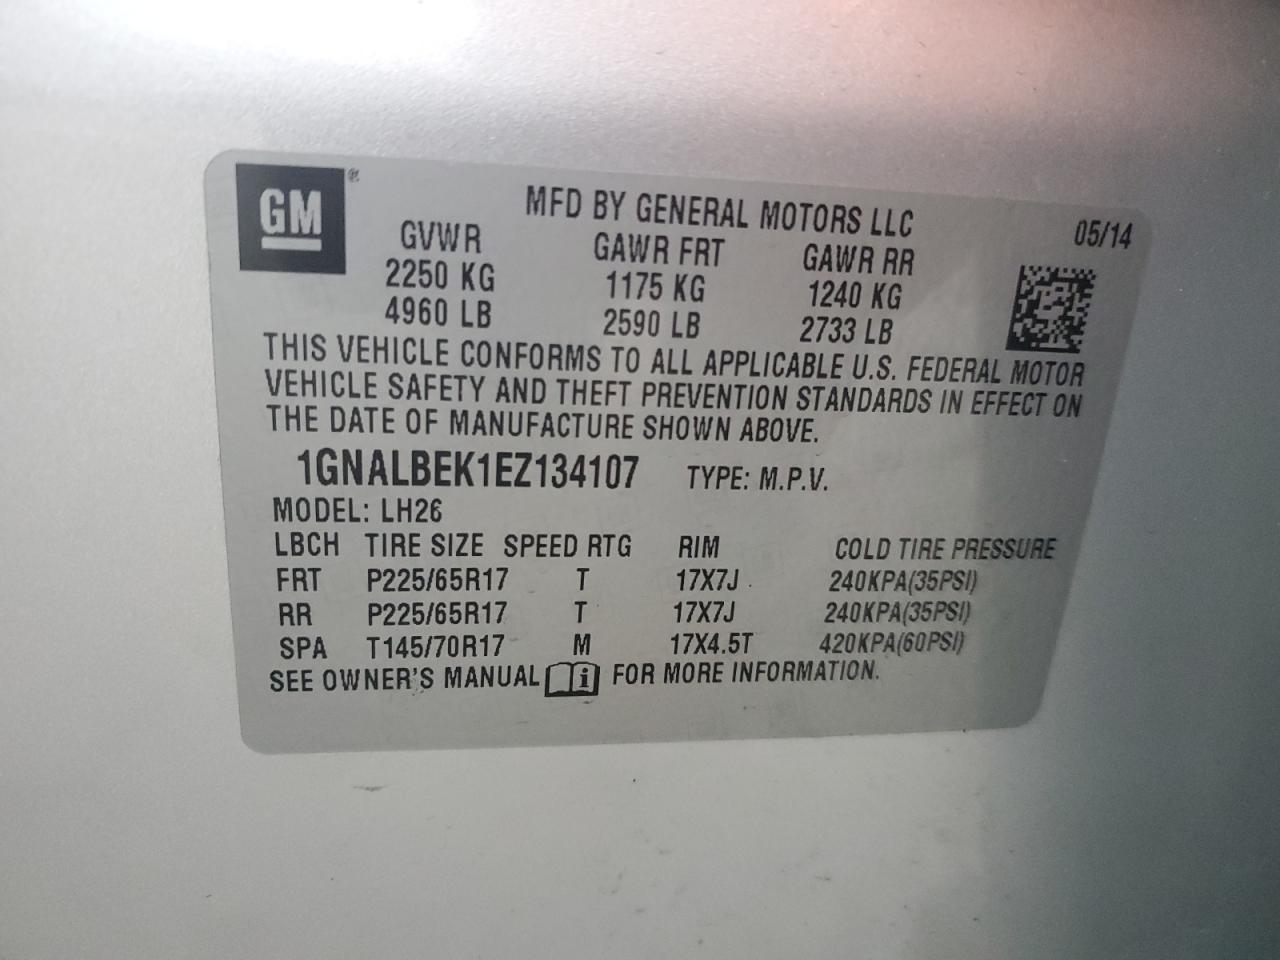 GM ®
MFD BY GENERAL MOTORS LLC 05/14
GVWR GAWR FRT GAWR RR
2250 KG 1175 KG 1240 KG
4960 LB 2590 LB 2733 LB
THIS VEHICLE CONFORMS TO ALL APPLICABLE U.S. FEDERAL MOTOR
VEHICLE SAFETY AND THEFT PREVENTION STANDARDS IN EFFECT ON
THE DATE OF MANUFACTURE SHOWN ABOVE.
1GNALBEK1EZ134107 TYPE: M.P.V.
MODEL: LH26
LBCH TIRE SIZE SPEED RTG RIM COLD TIRE PRESSURE
FRT P225/65R17 T 17X7J 240KPA(35PSI)
RR P225/65R17 T 17X7J 240KPA(35PSI)
SPA T145/70R17 M 17X4.5T 420KPA(60PSI)
SEE OWNER'S MANUAL i FOR MORE INFORMATION.